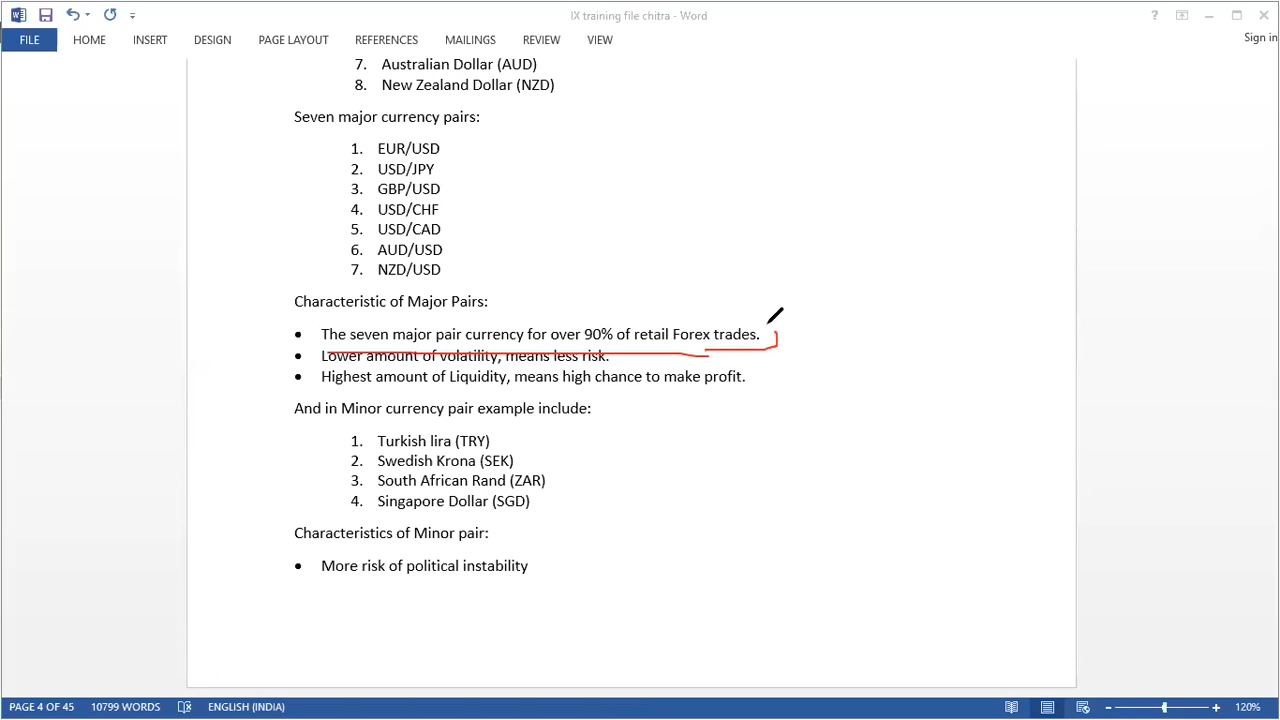 IX training file chitra - Word
?
Sign in
FILE HOME INSERT DESIGN PAGE LAYOUT REFERENCES MAILINGS REVIEW VIEW
7. Australian Dollar (AUD)
8. New Zealand Dollar (NZD)
Seven major currency pairs:
1. EUR/USD
2. USD/JPY
3. GBP/USD
4. USD/CHF
5. USD/CAD
6. AUD/USD
7. NZD/USD
Characteristic of Major Pairs:
• The seven major pair currency for over 90% of retail Forex trades.
• Lower amount of volatility, means less risk.
• Highest amount of Liquidity, means high chance to make profit.
And in Minor currency pair example include:
1. Turkish lira (TRY)
2. Swedish Krona (SEK)
3. South African Rand (ZAR)
4. Singapore Dollar (SGD)
Characteristics of Minor pair:
• More risk of political instability
PAGE 4 OF 45 10799 WORDS ENGLISH (INDIA) 120%